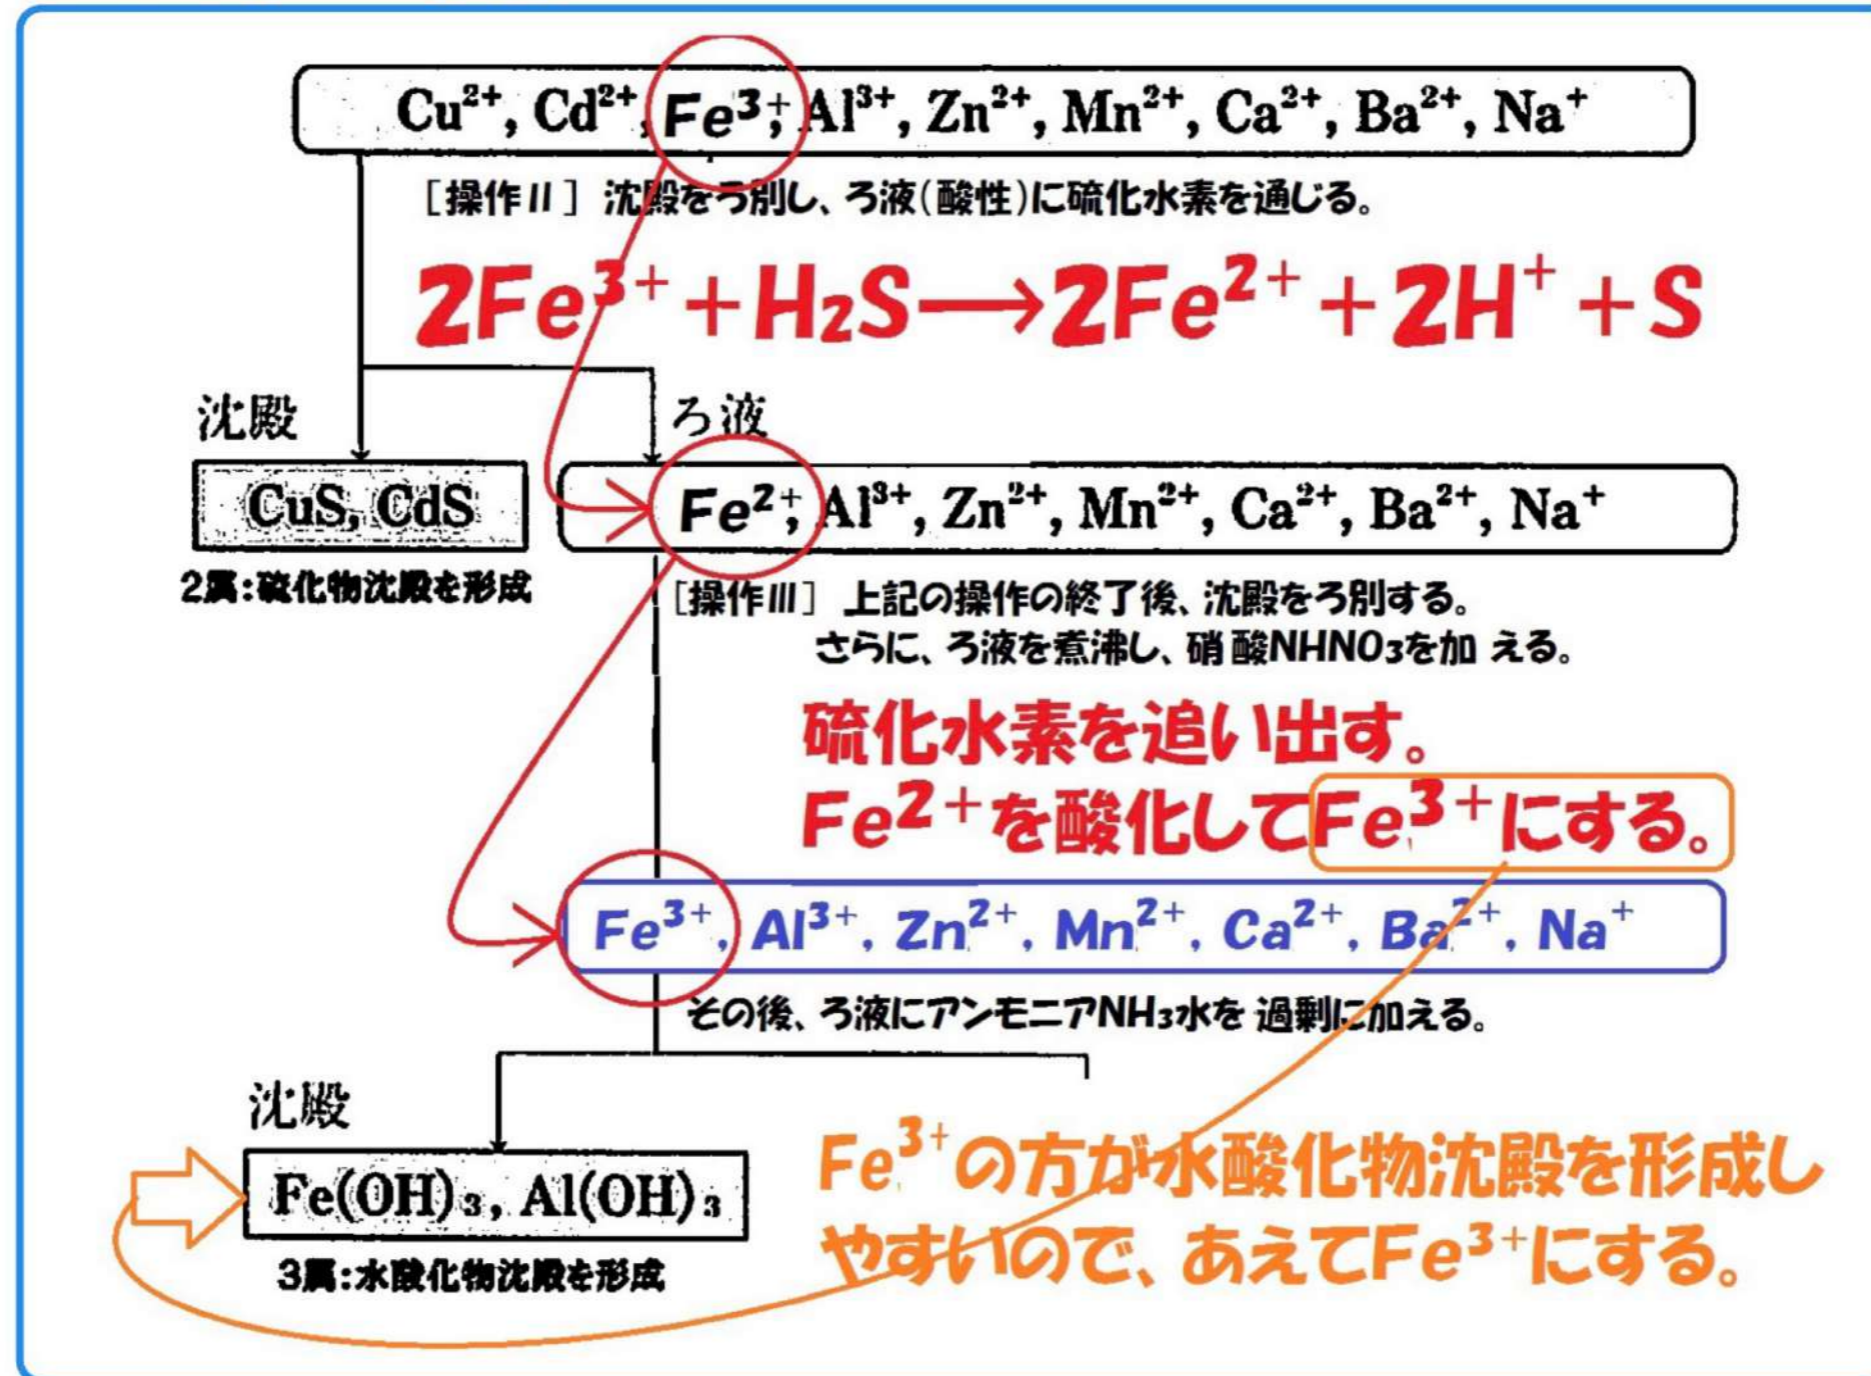 Cu²⁺, Cd²⁺, Fe³⁺, Al³⁺, Zn²⁺, Mn²⁺, Ca²⁺, Ba²⁺, Na⁺
[操作II] 沈殿をろ別し、ろ液(酸性)に硫化水素を通じる。
2Fe³⁺+H₂S→2Fe²⁺+2H⁺+S
沈殿
ろ液
CuS, CdS
Fe²⁺, Al³⁺, Zn²⁺, Mn²⁺, Ca²⁺, Ba²⁺, Na⁺
2属:硫化物沈殿を形成
[操作III] 上記の操作の終了後、沈殿をろ別する。
さらに、ろ液を煮沸し、硝酸NHNO₃を加える。
硫化水素を追い出す。
Fe²⁺を酸化してFe³⁺にする。
Fe³⁺, Al³⁺, Zn²⁺, Mn²⁺, Ca²⁺, Ba²⁺, Na⁺
その後、ろ液にアンモニアNH₃水を過剰に加える。
沈殿
Fe(OH)₃, Al(OH)₃
3属:水酸化物沈殿を形成
Fe³⁺の方が水酸化物沈殿を形成し
やすいので、あえてFe³⁺にする。